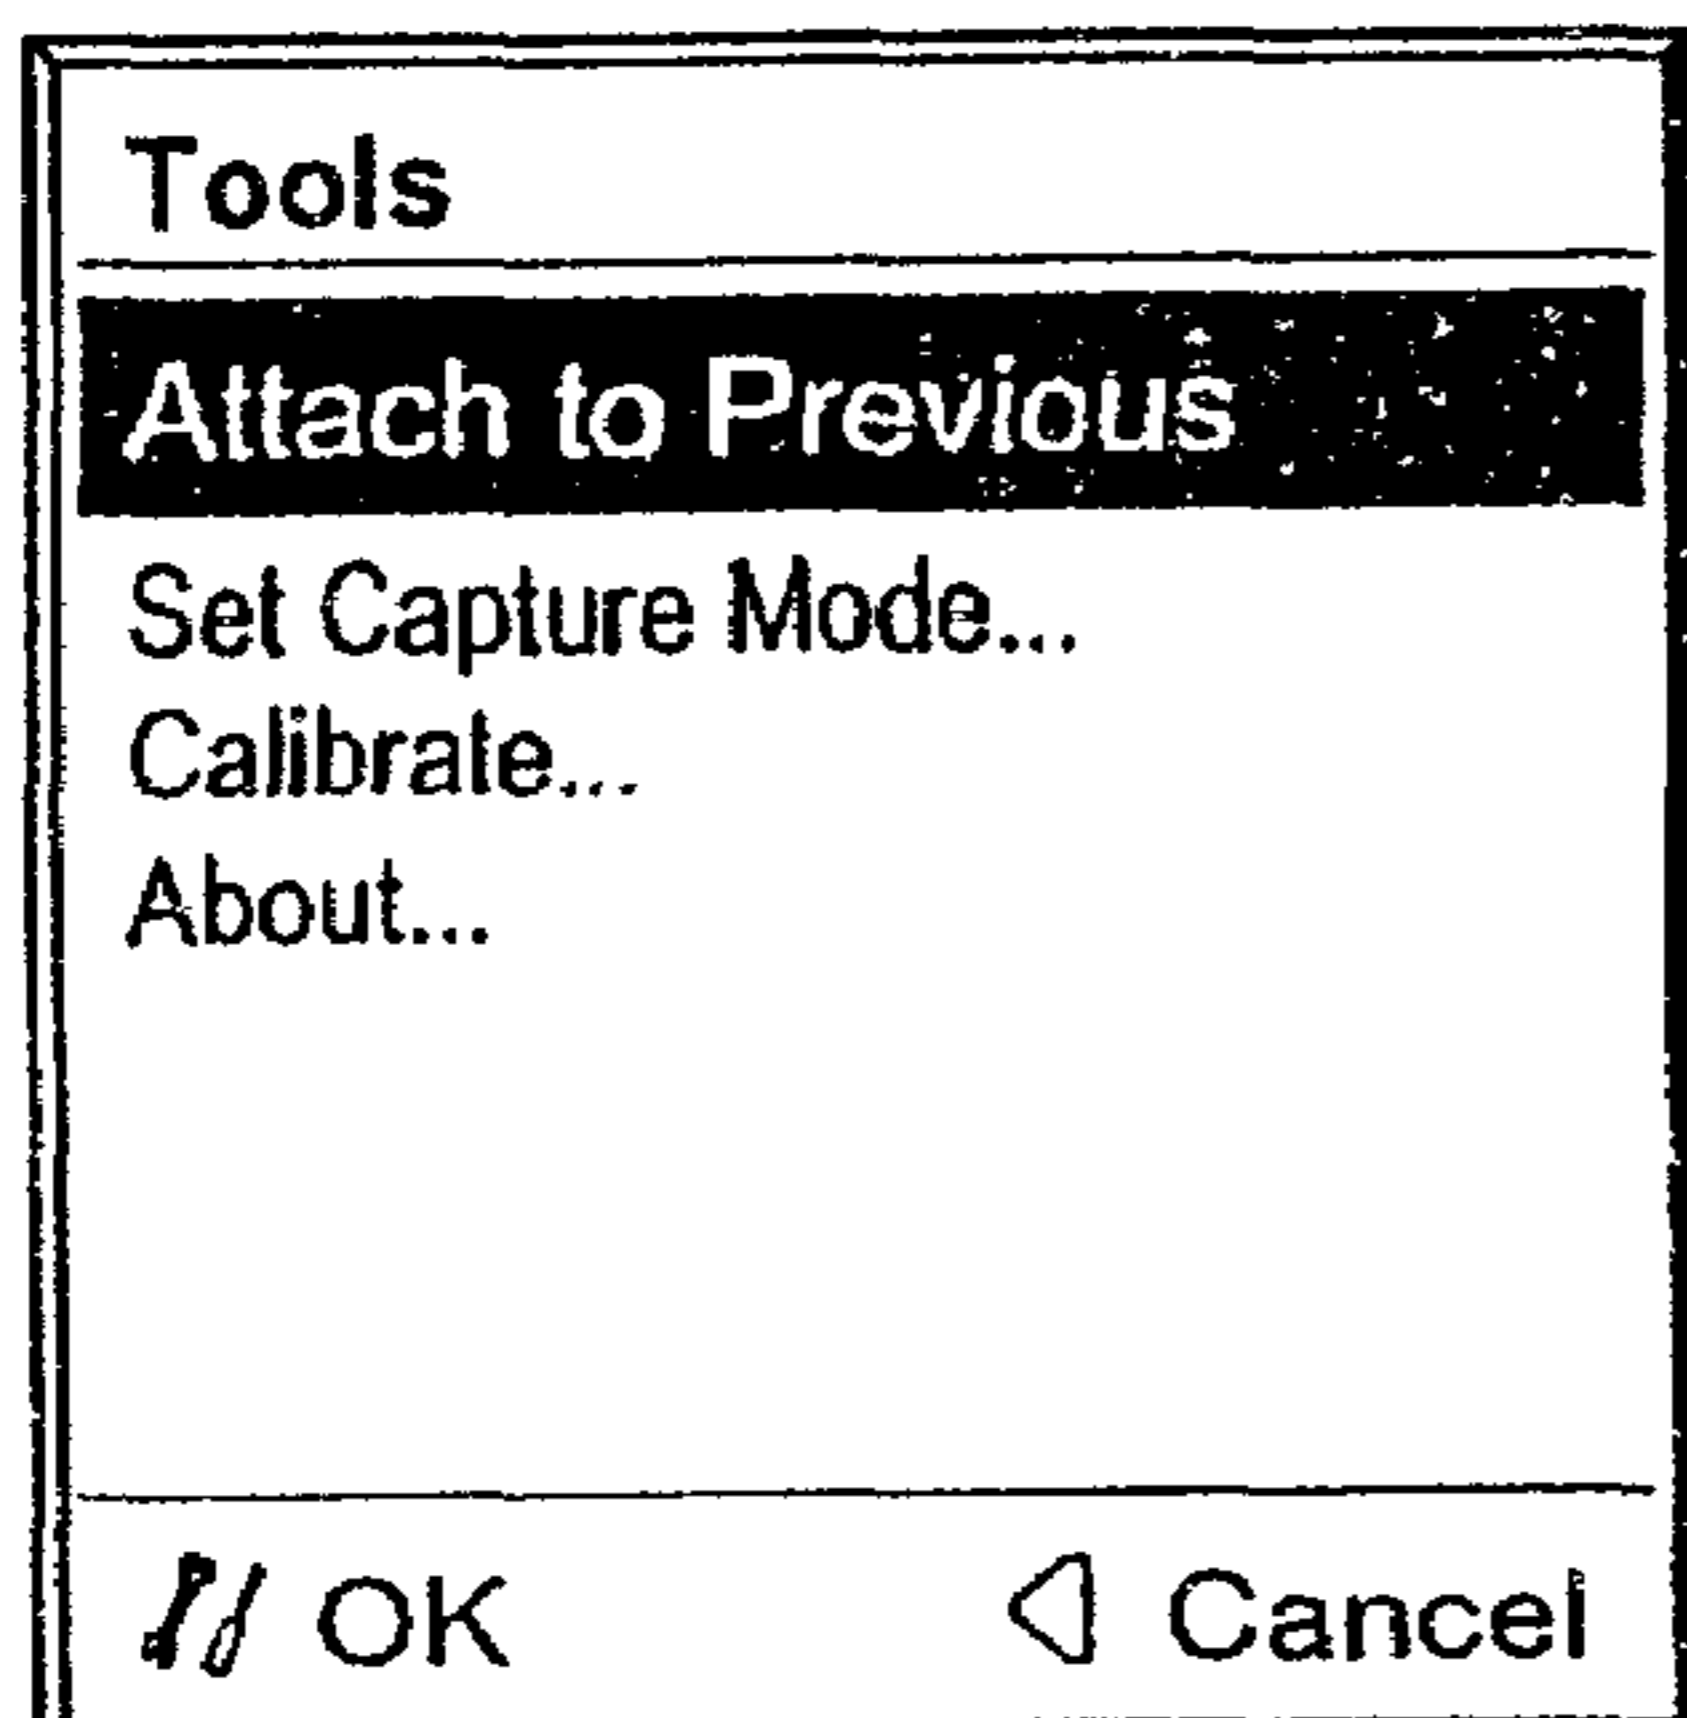 Tools
Attach to Previous
Set Capture Mode...
Calibrate...
About...
OK Cancel